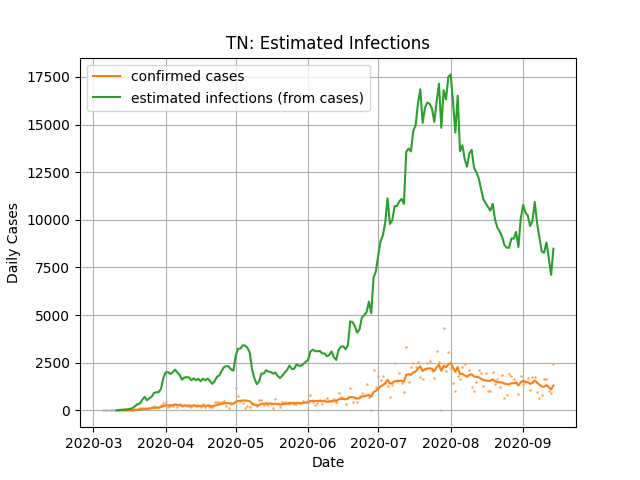 TN: Estimated Infections
confirmed cases
estimated infections (from cases)
17500
15000
12500
10000
7500
5000
2500
0
Daily Cases
2020-03 2020-04 2020-05 2020-06 2020-07 2020-08 2020-09
Date